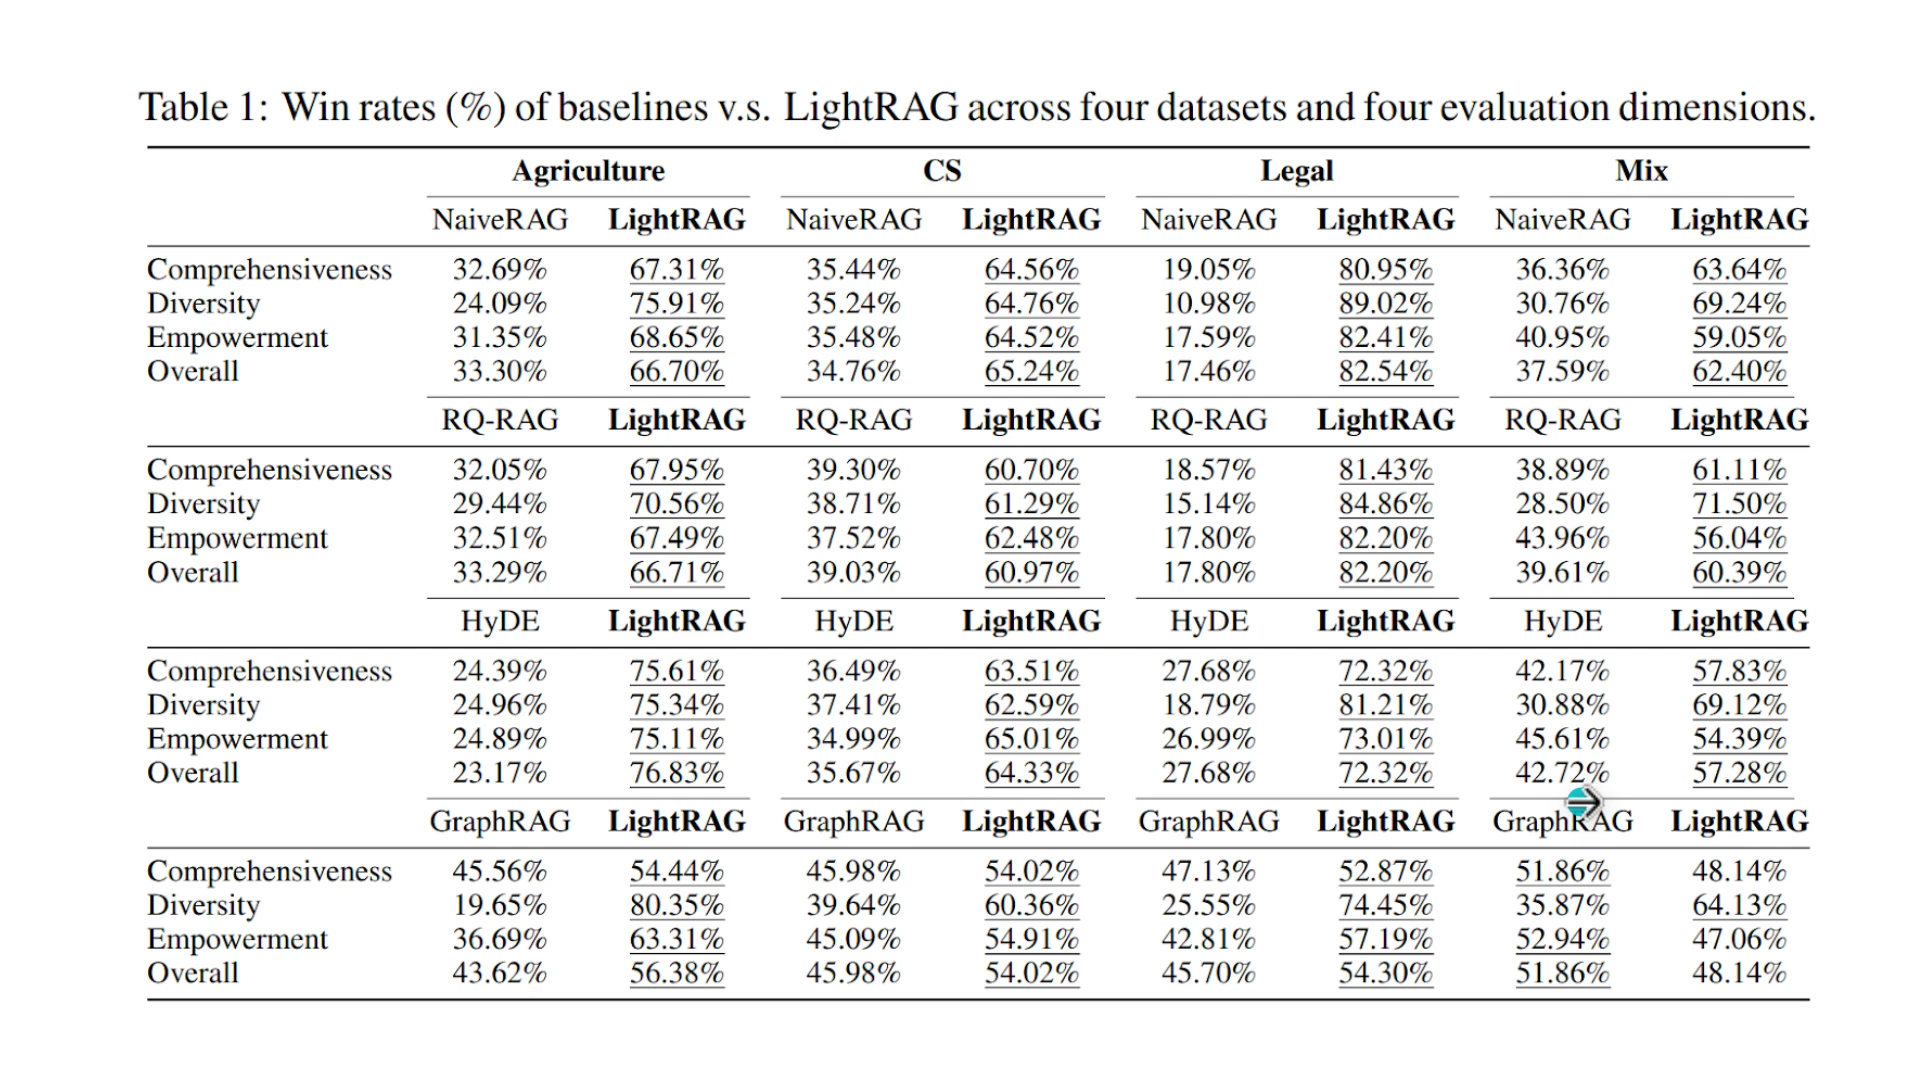 Table 1: Win rates (%) of baselines v.s. LightRAG across four datasets and four evaluation dimensions.
Agriculture CS Legal Mix
NaiveRAG LightRAG NaiveRAG LightRAG NaiveRAG LightRAG NaiveRAG LightRAG
Comprehensiveness 32.69% 67.31% 35.44% 64.56% 19.05% 80.95% 36.36% 63.64%
Diversity 24.09% 75.91% 35.24% 64.76% 10.98% 89.02% 30.76% 69.24%
Empowerment 31.35% 68.65% 35.48% 64.52% 17.59% 82.41% 40.95% 59.05%
Overall 33.30% 66.70% 34.76% 65.24% 17.46% 82.54% 37.59% 62.40%
RQ-RAG LightRAG RQ-RAG LightRAG RQ-RAG LightRAG RQ-RAG LightRAG
Comprehensiveness 32.05% 67.95% 39.30% 60.70% 18.57% 81.43% 38.89% 61.11%
Diversity 29.44% 70.56% 38.71% 61.29% 15.14% 84.86% 28.50% 71.50%
Empowerment 32.51% 67.49% 37.52% 62.48% 17.80% 82.20% 43.96% 56.04%
Overall 33.29% 66.71% 39.03% 60.97% 17.80% 82.20% 39.61% 60.39%
HyDE LightRAG HyDE LightRAG HyDE LightRAG HyDE LightRAG
Comprehensiveness 24.39% 75.61% 36.49% 63.51% 27.68% 72.32% 42.17% 57.83%
Diversity 24.96% 75.34% 37.41% 62.59% 18.79% 81.21% 30.88% 69.12%
Empowerment 24.89% 75.11% 34.99% 65.01% 26.99% 73.01% 45.61% 54.39%
Overall 23.17% 76.83% 35.67% 64.33% 27.68% 72.32% 42.72% 57.28%
GraphRAG LightRAG GraphRAG LightRAG GraphRAG LightRAG GraphRAG LightRAG
Comprehensiveness 45.56% 54.44% 45.98% 54.02% 47.13% 52.87% 51.86% 48.14%
Diversity 19.65% 80.35% 39.64% 60.36% 25.55% 74.45% 35.87% 64.13%
Empowerment 36.69% 63.31% 45.09% 54.91% 42.81% 57.19% 52.94% 47.06%
Overall 43.62% 56.38% 45.98% 54.02% 45.70% 54.30% 51.86% 48.14%